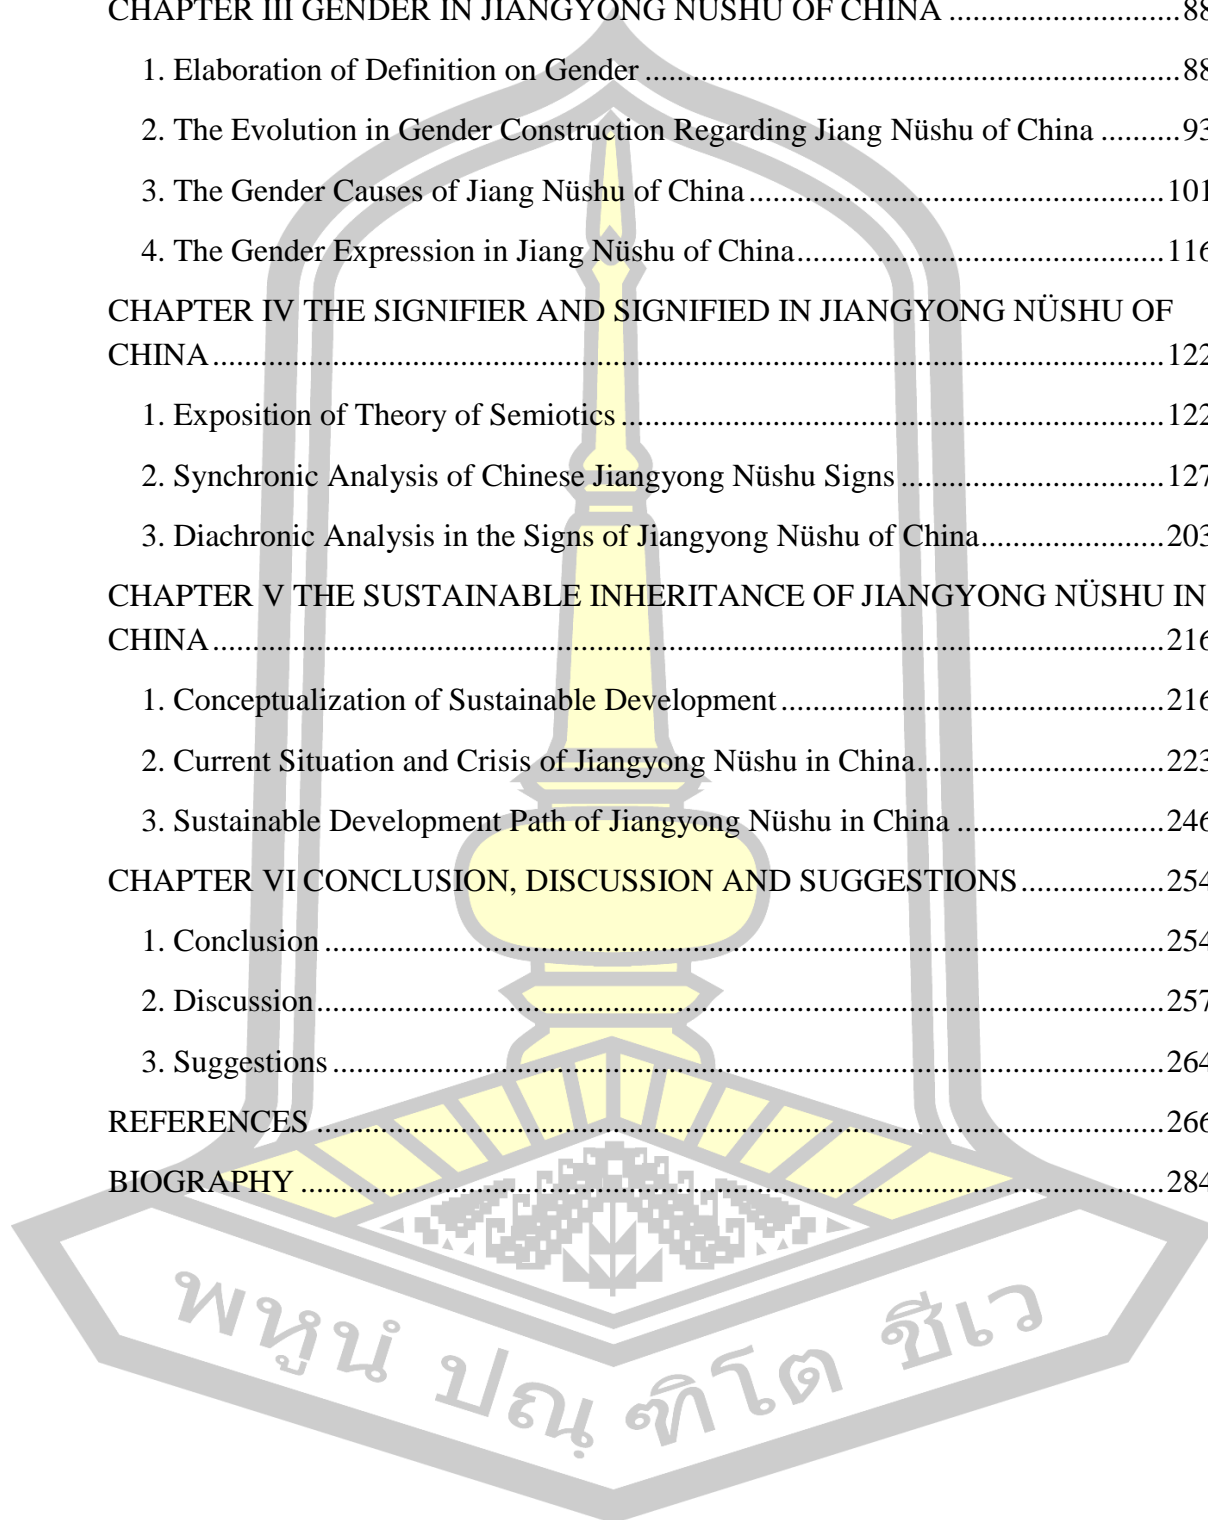 CHAPTER III GENDER IN JIANGYONG NÜSHU OF CHINA ..............................88
1. Elaboration of Definition on Gender ....................................................................88
2. The Evolution in Gender Construction Regarding Jiang Nüshu of China ..........93
3. The Gender Causes of Jiang Nüshu of China .....................................................101
4. The Gender Expression in Jiang Nüshu of China...............................................116
CHAPTER IV THE SIGNIFIER AND SIGNIFIED IN JIANGYONG NÜSHU OF
CHINA ........................................................................................................................122
1. Exposition of Theory of Semiotics .....................................................................122
2. Synchronic Analysis of Chinese Jiangyong Nüshu Signs ..................................127
3. Diachronic Analysis in the Signs of Jiangyong Nüshu of China.......................203
CHAPTER V THE SUSTAINABLE INHERITANCE OF JIANGYONG NÜSHU IN
CHINA ........................................................................................................................216
1. Conceptualization of Sustainable Development .................................................216
2. Current Situation and Crisis of Jiangyong Nüshu in China................................223
3. Sustainable Development Path of Jiangyong Nüshu in China ...........................246
CHAPTER VI CONCLUSION, DISCUSSION AND SUGGESTIONS ..................254
1. Conclusion ..........................................................................................................254
2. Discussion...........................................................................................................257
3. Suggestions .........................................................................................................264
REFERENCES ...........................................................................................................266
BIOGRAPHY .............................................................................................................284
พหูนํ ปณฺฑิโต ชีเว